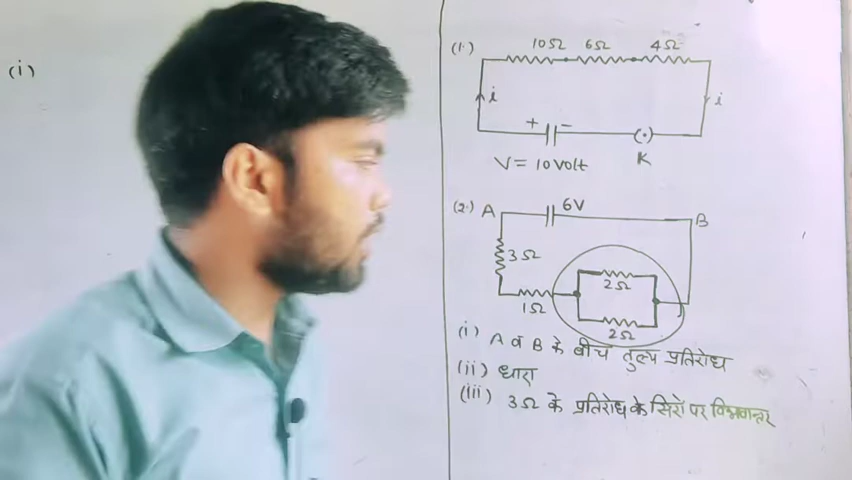 (i)
(1.) 10Ω 6Ω 4Ω
i i
+ -
V = 10 Volt K
(2.) A 6V B
3Ω
2Ω
1Ω
2Ω
(i) A व B के बीच तुल्य प्रतिरोध
(ii) धारा
(iii) 3Ω के प्रतिरोध के सिरों पर विभवान्तर